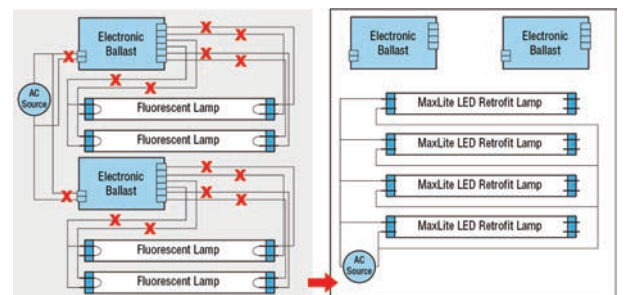 Electronic
Ballast
AC
Source
Fluorescent Lamp
Fluorescent Lamp
Electronic
Ballast
Fluorescent Lamp
Fluorescent Lamp
Electronic
Ballast
Electronic
Ballast
MaxLite LED Retrofit Lamp
MaxLite LED Retrofit Lamp
MaxLite LED Retrofit Lamp
MaxLite LED Retrofit Lamp
AC
Source